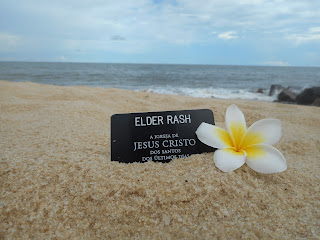 ELDER RASH
A IGREJA DE
JESUS CRISTO
DOS SANTOS
DOS ÚLTIMOS DIAS